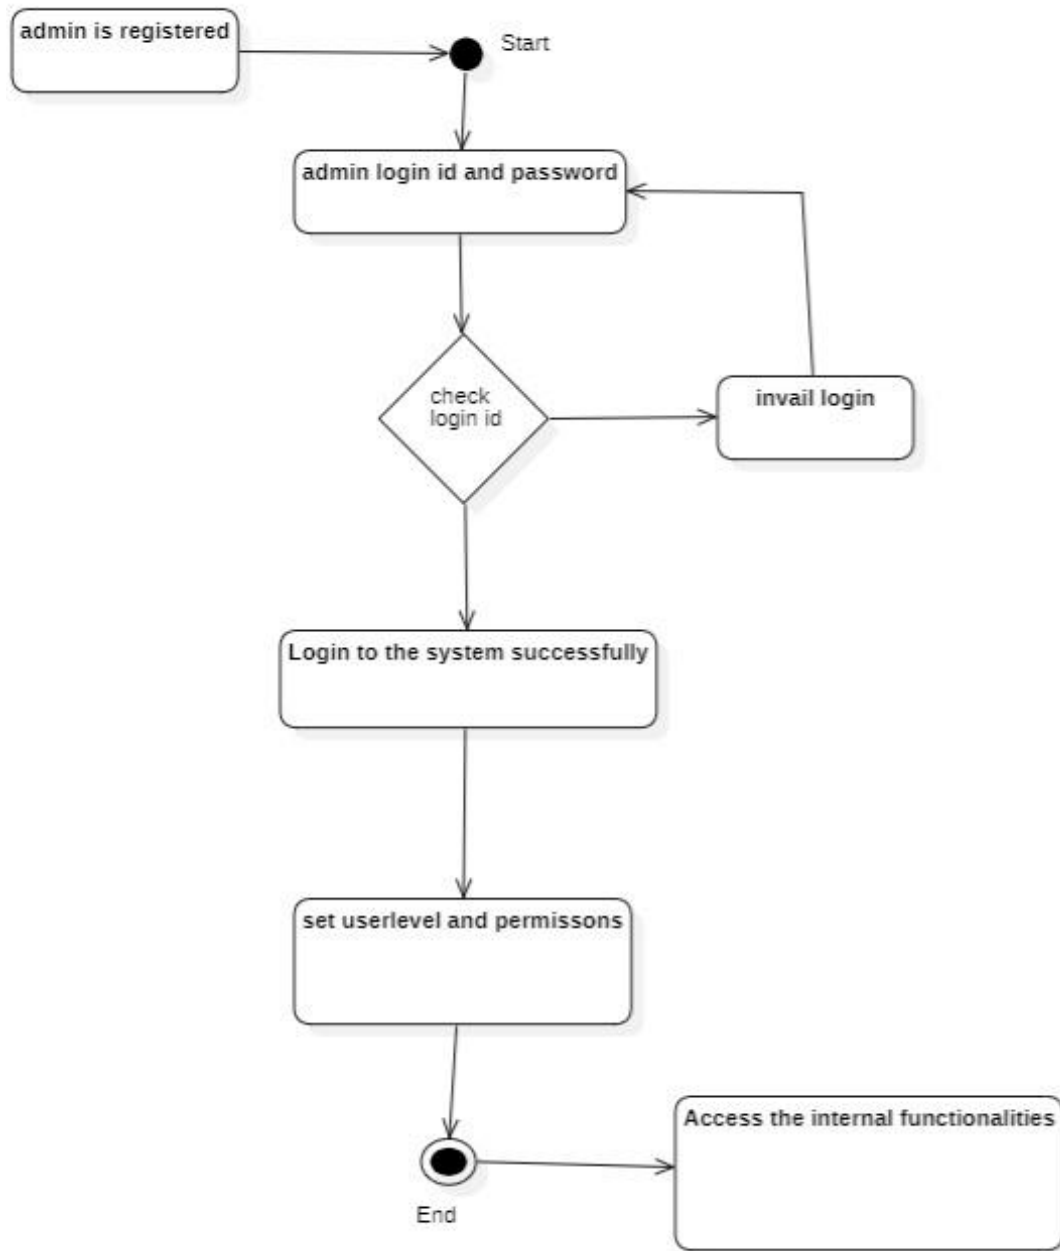 admin is registered
Start
admin login id and password
check
login id
invail login
Login to the system successfully
set userlevel and permissons
Access the internal functionalities
End